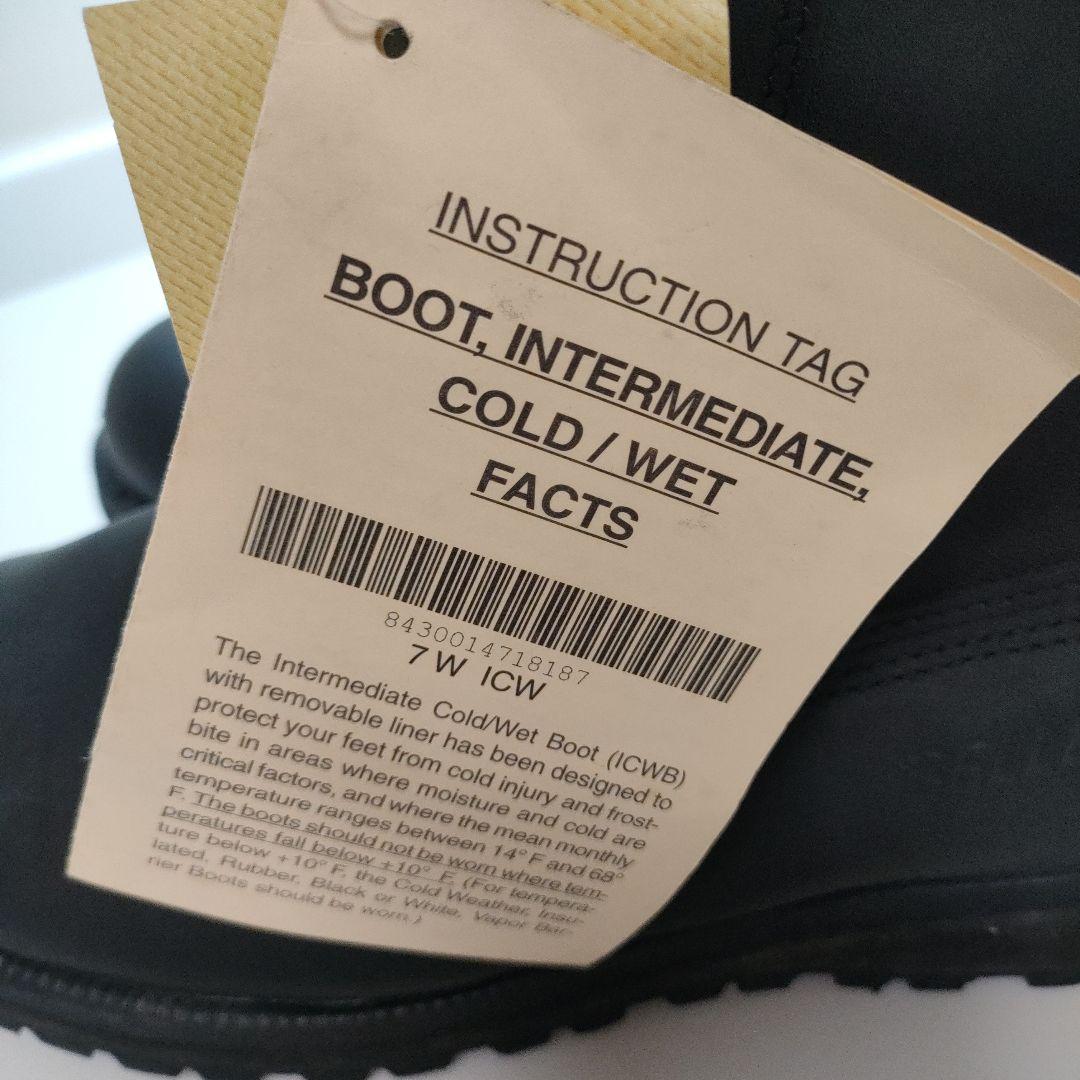 INSTRUCTION TAG
BOOT, INTERMEDIATE,
COLD / WET
FACTS
8430014718187
7 W ICW
The Intermediate Cold/Wet Boot (ICWB)
with removable liner has been designed to
protect your feet from cold injury and frost-
bite in areas where moisture and cold are
critical factors, and where the mean monthly
temperature ranges between 14° F and 68°
F. The boots should not be worn where tem-
peratures fall below +10° F. (For tempera-
ture below +10° F, the Cold Weather, Insu-
lated, Rubber, Black or White, Vapor Bar-
rier Boots should be worn.)